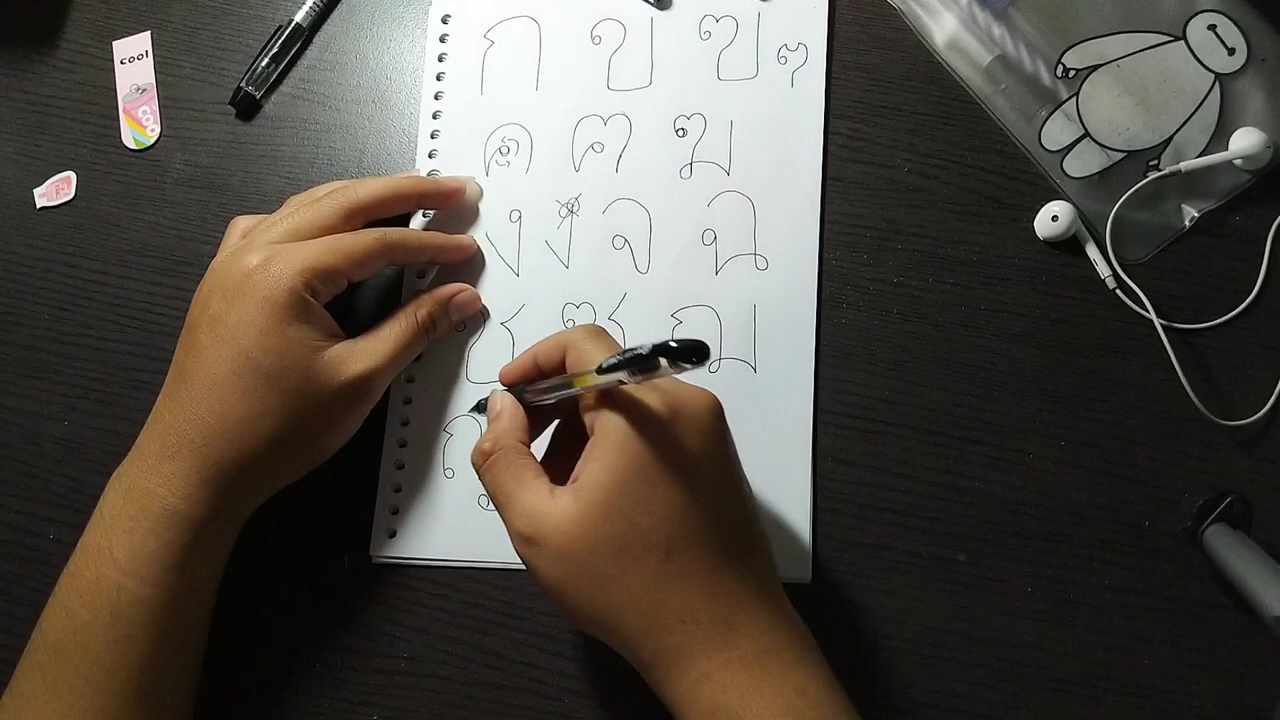 cool
ก ข ฃ
ค ฅ ฆ
ง จ ฉ
ช ซ ฌ